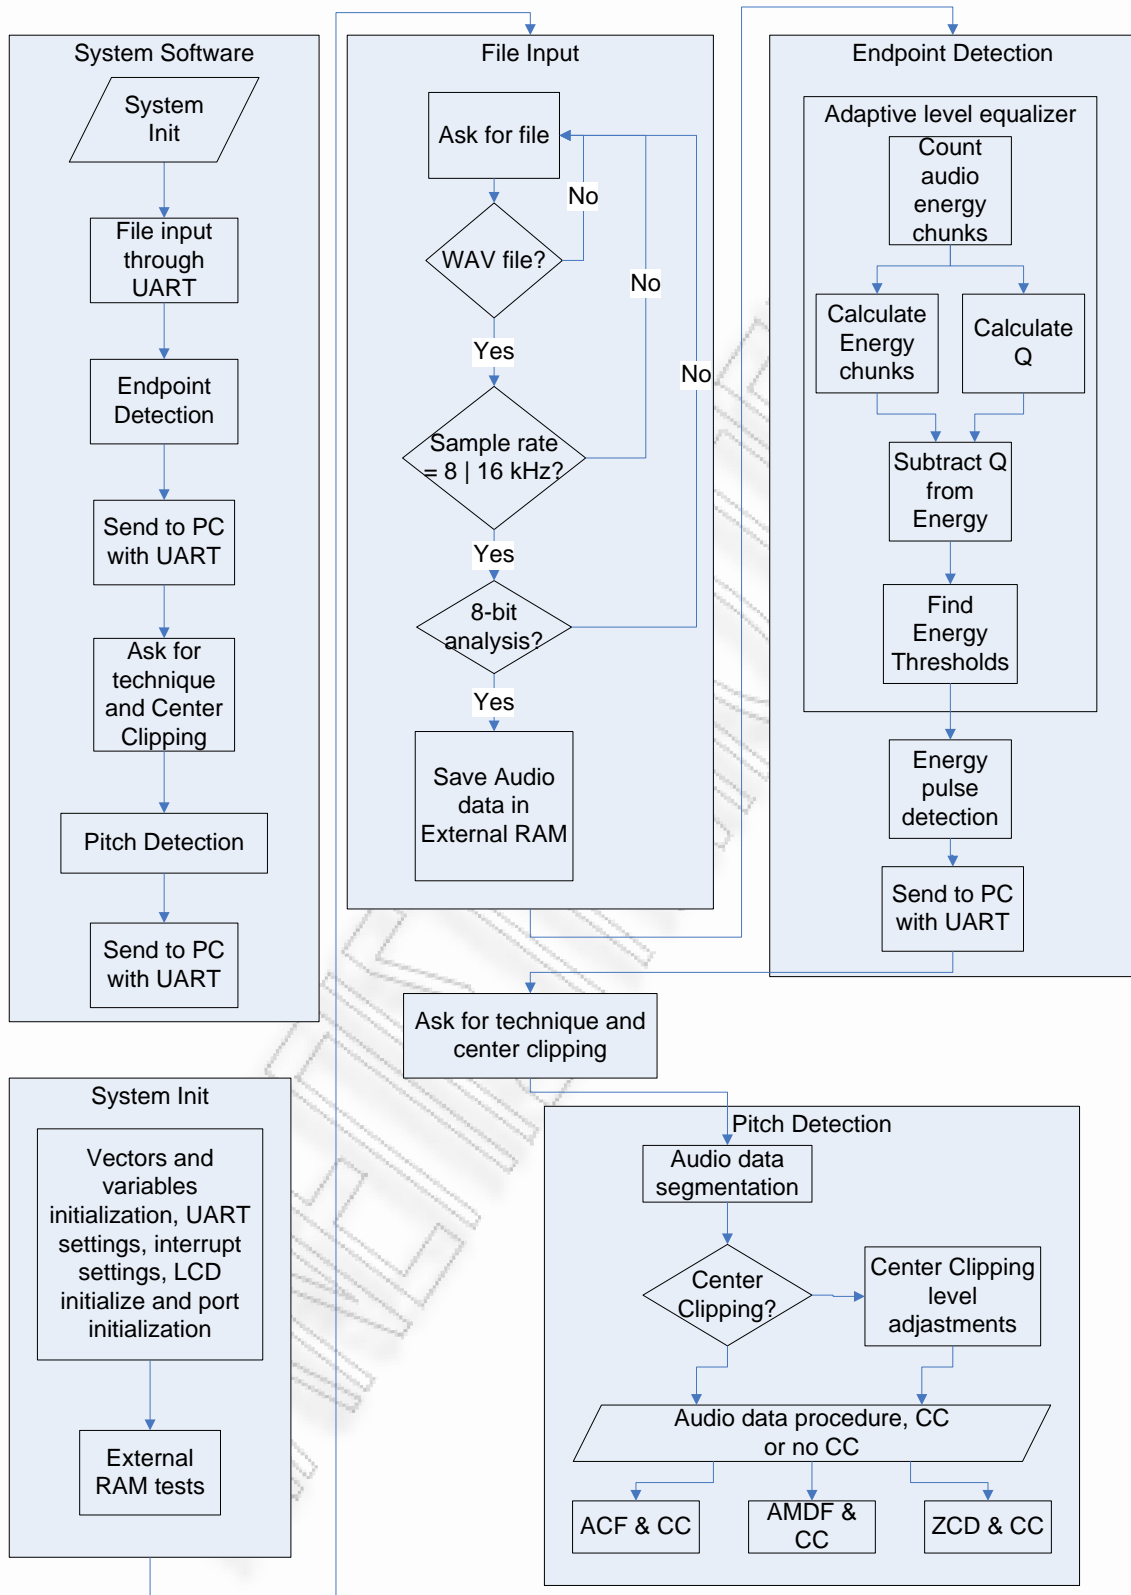 System Software
System
Init
File input
through
UART
Endpoint
Detection
Send to PC
with UART
Ask for
technique
and Center
Clipping
Pitch Detection
Send to PC
with UART
System Init
Vectors and
variables
initialization, UART
settings, interrupt
settings, LCD
initialize and port
initialization
External
RAM tests
File Input
Ask for file
No
WAV file?
No
Yes
No
Sample rate
= 8 | 16 kHz?
Yes
8-bit
analysis?
Yes
Save Audio
data in
External RAM
Endpoint Detection
Adaptive level equalizer
Count
audio
energy
chunks
Calculate
Energy
chunks
Calculate
Q
Subtract Q
from
Energy
Find
Energy
Thresholds
Energy
pulse
detection
Send to PC
with UART
Ask for technique and
center clipping
Pitch Detection
Audio data
segmentation
Center
Clipping?
Center Clipping
level
adjastments
Audio data procedure, CC
or no CC
ACF & CC
AMDF &
CC
ZCD & CC